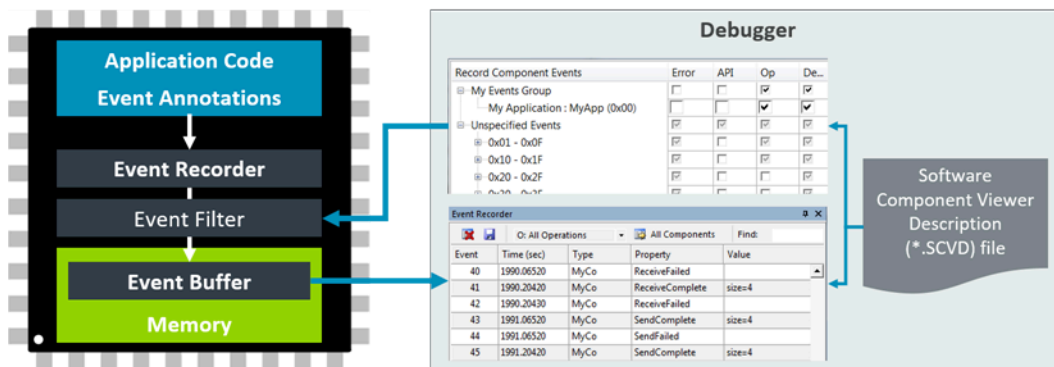 Application Code
Event Annotations
Event Recorder
Event Filter
Event Buffer
Memory
Debugger
Record Component Events Error API Op De...
My Events Group
My Application : MyApp (0x00)
Unspecified Events
0x01 - 0x0F
0x10 - 0x1F
0x20 - 0x2F
Event Recorder
O: All Operations All Components Find:
Event Time (sec) Type Property Value
40 1990.06520 MyCo ReceiveFailed
41 1990.20420 MyCo ReceiveComplete size=4
42 1990.20430 MyCo ReceiveFailed
43 1991.06520 MyCo SendComplete size=4
44 1991.06520 MyCo SendFailed
45 1991.20420 MyCo SendComplete size=4
Software
Component Viewer
Description
(*.SCVD) file